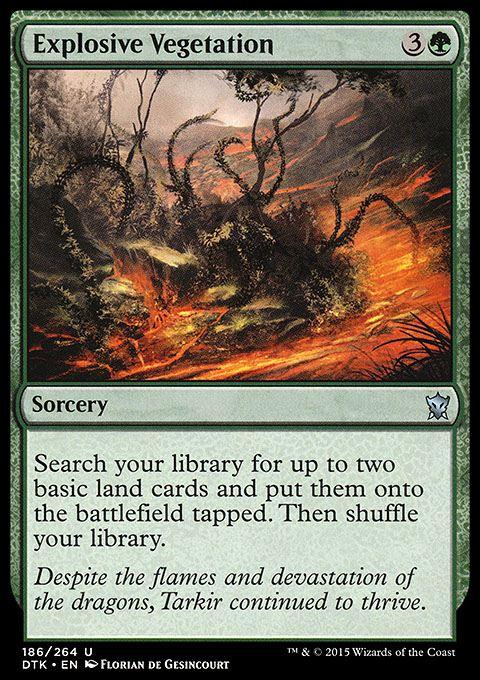 Explosive Vegetation 3
Sorcery
Search your library for up to two
basic land cards and put them onto
the battlefield tapped. Then shuffle
your library.
Despite the flames and devastation of
the dragons, Tarkir continued to thrive.
186/264 U
DTK • EN FLORIAN DE GESINCOURT
™ & © 2015 Wizards of the Coast